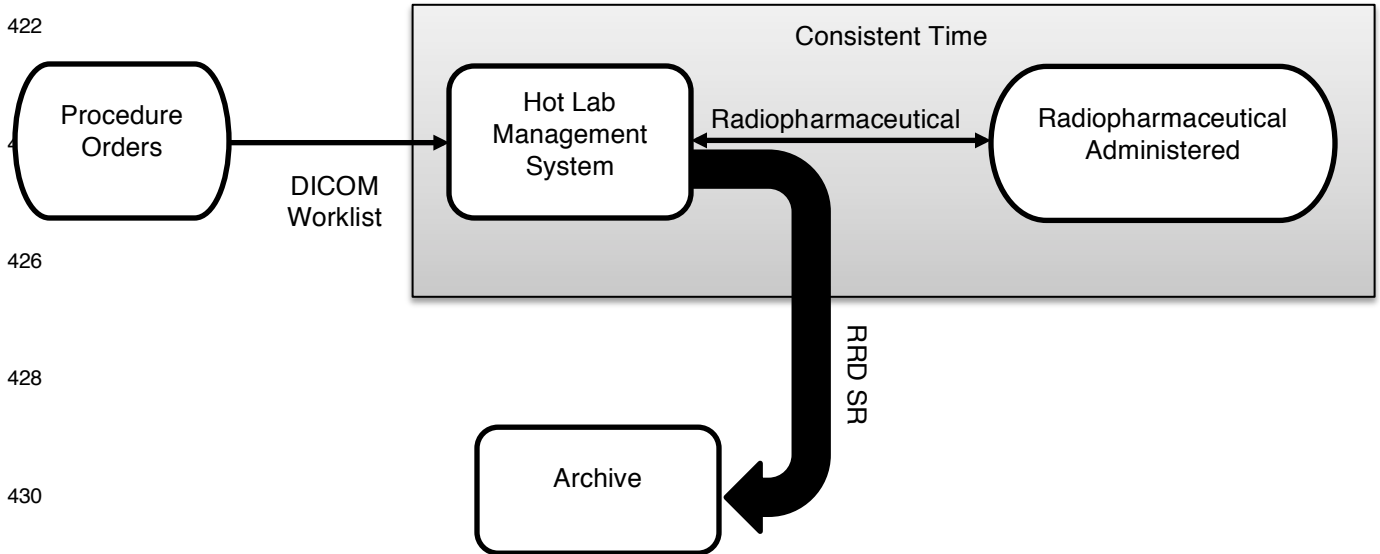 422
Consistent Time
Procedure
Orders
Hot Lab
Management
System
Radiopharmaceutical
Radiopharmaceutical
Administered
DICOM
Worklist
426
RRD SR
428
Archive
430